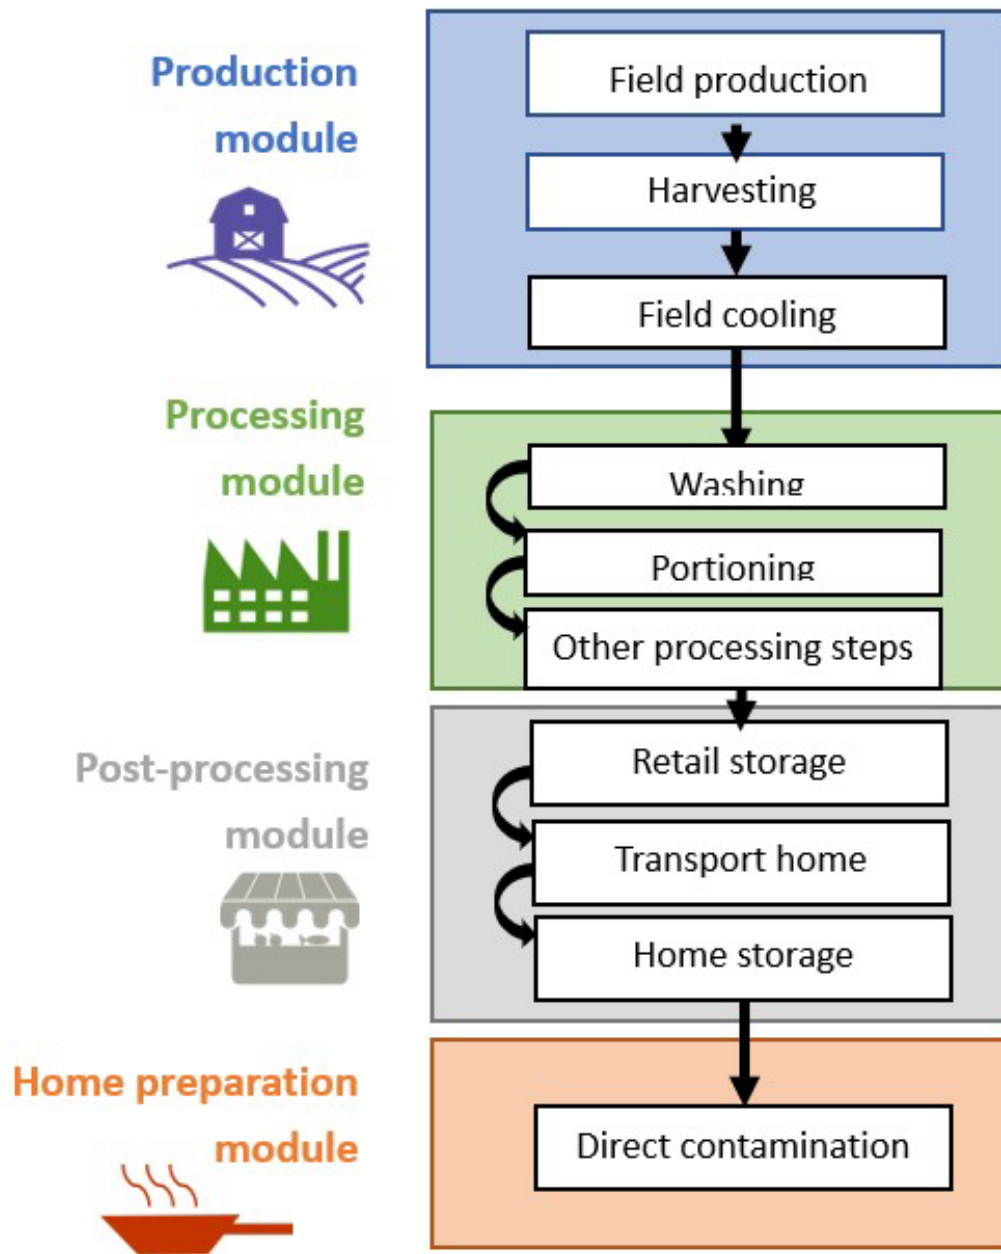 Production
module
Field production
Harvesting
Field cooling
Processing
module
Washing
Portioning
Other processing steps
Post-processing
module
Retail storage
Transport home
Home storage
Home preparation
module
Direct contamination